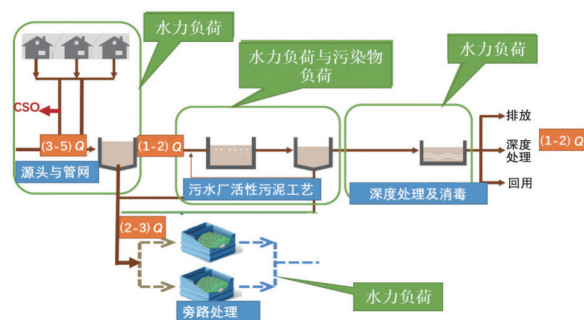 水力负荷
水力负荷与污染物
负荷
水力负荷
CSO
(3-5) Q
(1-2) Q
源头与管网
污水厂活性污泥工艺
深度处理及消毒
排放
深度
处理
(1-2) Q
回用
(2-3) Q
旁路处理
水力负荷